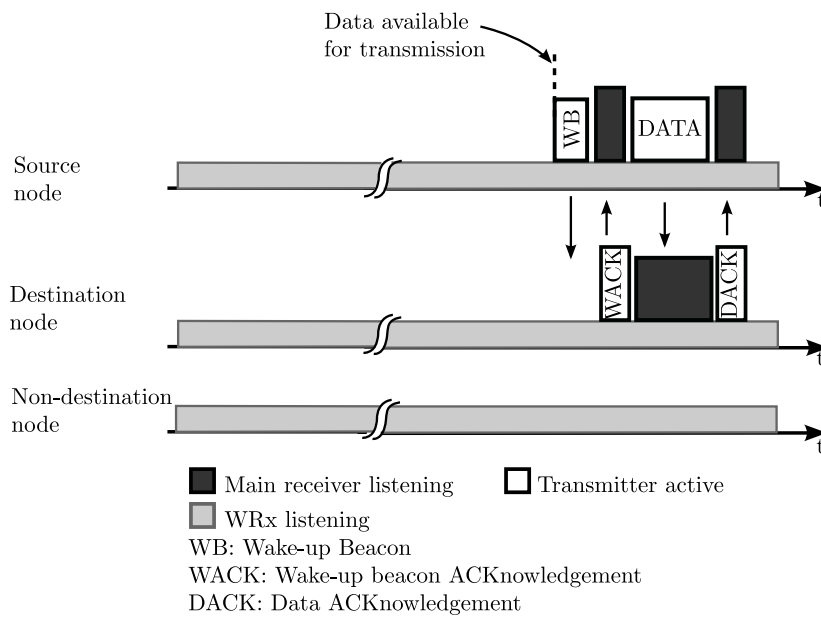 Data available
for transmission
WB
DATA
Source
node
t
WACK
DACK
Destination
node
t
Non-destination
node
t
Main receiver listening
Transmitter active
WRx listening
WB: Wake-up Beacon
WACK: Wake-up beacon ACKnowledgement
DACK: Data ACKnowledgement